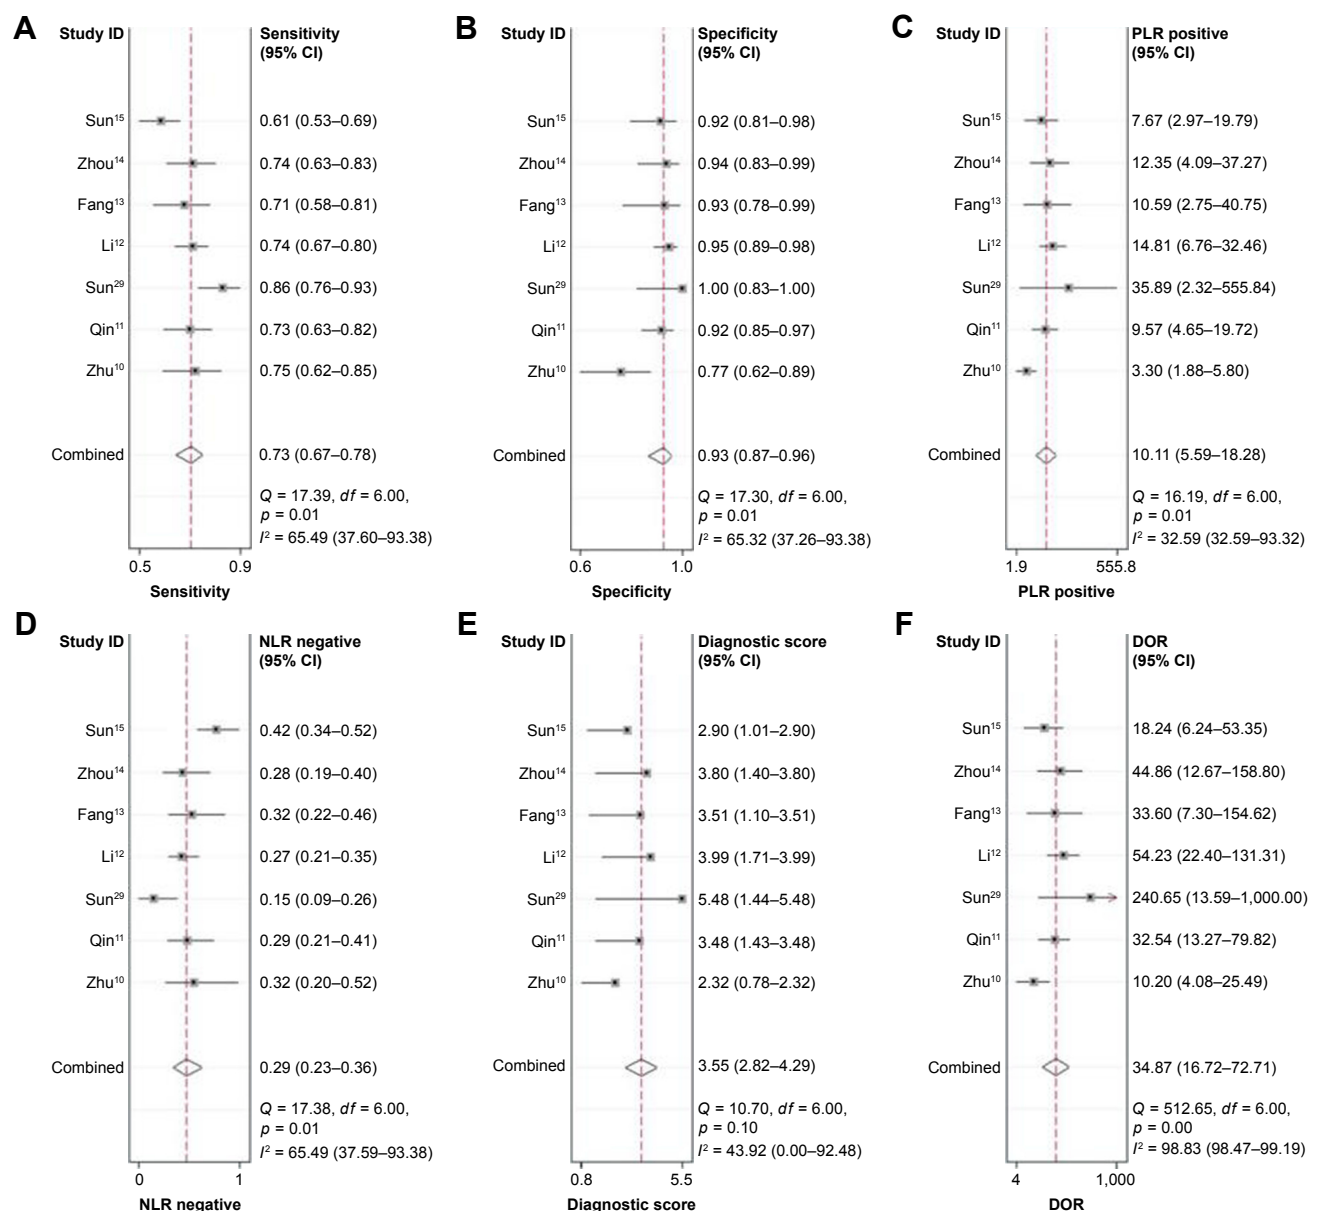 A
Study ID
Sensitivity
(95% CI)
Sun¹⁵
0.61 (0.53–0.69)
Zhou¹⁴
0.74 (0.63–0.83)
Fang¹³
0.71 (0.58–0.81)
Li¹²
0.74 (0.67–0.80)
Sun²⁹
0.86 (0.76–0.93)
Qin¹¹
0.73 (0.63–0.82)
Zhu¹⁰
0.75 (0.62–0.85)
Combined
0.73 (0.67–0.78)
Q = 17.39, df = 6.00,
p = 0.01
I² = 65.49 (37.60–93.38)
0.5
0.9
Sensitivity
B
Study ID
Specificity
(95% CI)
Sun¹⁵
0.92 (0.81–0.98)
Zhou¹⁴
0.94 (0.83–0.99)
Fang¹³
0.93 (0.78–0.99)
Li¹²
0.95 (0.89–0.98)
Sun²⁹
1.00 (0.83–1.00)
Qin¹¹
0.92 (0.85–0.97)
Zhu¹⁰
0.77 (0.62–0.89)
Combined
0.93 (0.87–0.96)
Q = 17.30, df = 6.00,
p = 0.01
I² = 65.32 (37.26–93.38)
0.6
1.0
Specificity
C
Study ID
PLR positive
(95% CI)
Sun¹⁵
7.67 (2.97–19.79)
Zhou¹⁴
12.35 (4.09–37.27)
Fang¹³
10.59 (2.75–40.75)
Li¹²
14.81 (6.76–32.46)
Sun²⁹
35.89 (2.32–555.84)
Qin¹¹
9.57 (4.65–19.72)
Zhu¹⁰
3.30 (1.88–5.80)
Combined
10.11 (5.59–18.28)
Q = 16.19, df = 6.00,
p = 0.01
I² = 32.59 (32.59–93.32)
1.9
555.8
PLR positive
D
Study ID
NLR negative
(95% CI)
Sun¹⁵
0.42 (0.34–0.52)
Zhou¹⁴
0.28 (0.19–0.40)
Fang¹³
0.32 (0.22–0.46)
Li¹²
0.27 (0.21–0.35)
Sun²⁹
0.15 (0.09–0.26)
Qin¹¹
0.29 (0.21–0.41)
Zhu¹⁰
0.32 (0.20–0.52)
Combined
0.29 (0.23–0.36)
Q = 17.38, df = 6.00,
p = 0.01
I² = 65.49 (37.59–93.38)
0
1
NLR negative
E
Study ID
Diagnostic score
(95% CI)
Sun¹⁵
2.90 (1.01–2.90)
Zhou¹⁴
3.80 (1.40–3.80)
Fang¹³
3.51 (1.10–3.51)
Li¹²
3.99 (1.71–3.99)
Sun²⁹
5.48 (1.44–5.48)
Qin¹¹
3.48 (1.43–3.48)
Zhu¹⁰
2.32 (0.78–2.32)
Combined
3.55 (2.82–4.29)
Q = 10.70, df = 6.00,
p = 0.10
I² = 43.92 (0.00–92.48)
0.8
5.5
Diagnostic score
F
Study ID
DOR
(95% CI)
Sun¹⁵
18.24 (6.24–53.35)
Zhou¹⁴
44.86 (12.67–158.80)
Fang¹³
33.60 (7.30–154.62)
Li¹²
54.23 (22.40–131.31)
Sun²⁹
240.65 (13.59–1,000.00)
Qin¹¹
32.54 (13.27–79.82)
Zhu¹⁰
10.20 (4.08–25.49)
Combined
34.87 (16.72–72.71)
Q = 512.65, df = 6.00,
p = 0.00
I² = 98.83 (98.47–99.19)
4
1,000
DOR